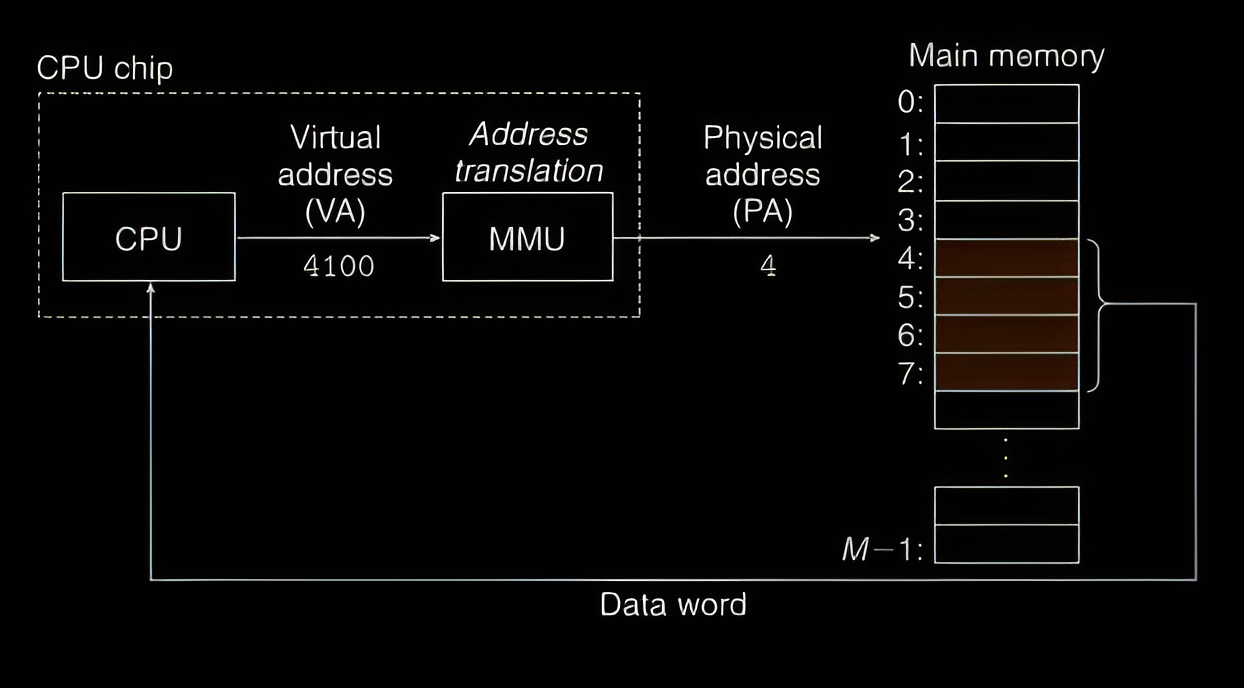 CPU chip
Main memory
Virtual
address
(VA)
Address
translation
Physical
address
(PA)
CPU
MMU
4100
4
0:
1:
2:
3:
4:
5:
6:
7:
M−1:
Data word